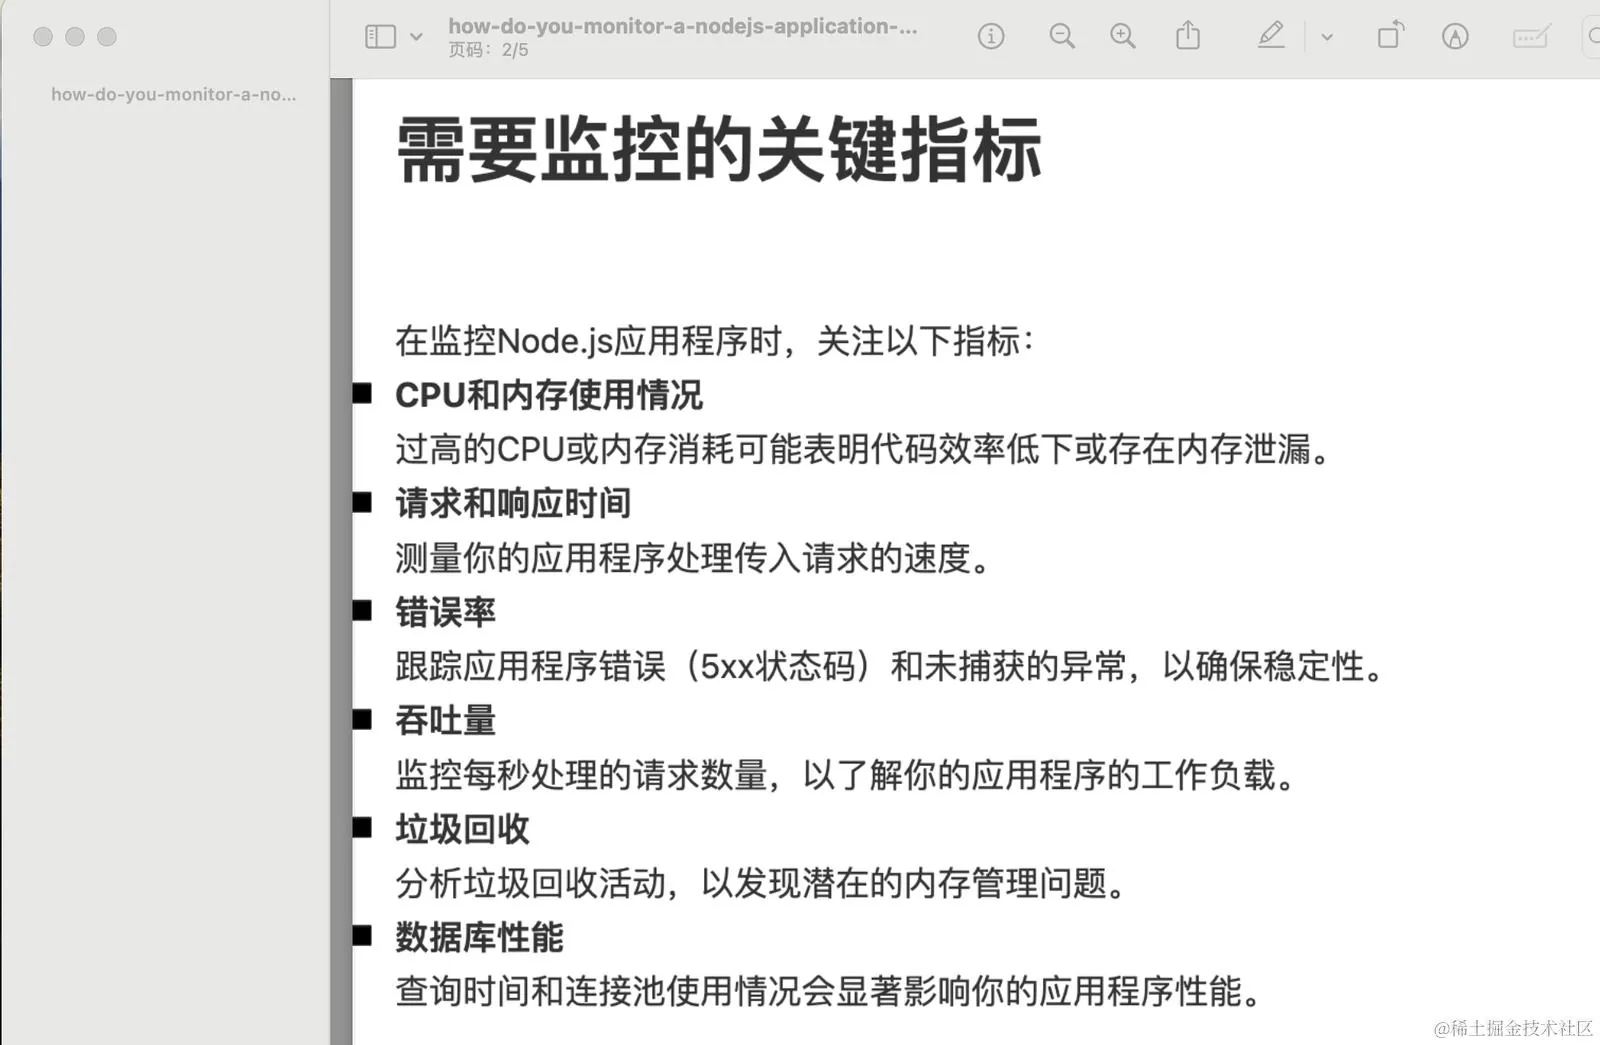 how-do-you-monitor-a-nodejs-application-...
页码：2/5
how-do-you-monitor-a-no...
需要监控的关键指标
在监控Node.js应用程序时，关注以下指标：
CPU和内存使用情况
过高的CPU或内存消耗可能表明代码效率低下或存在内存泄漏。
请求和响应时间
测量你的应用程序处理传入请求的速度。
错误率
跟踪应用程序错误（5xx状态码）和未捕获的异常，以确保稳定性。
吞吐量
监控每秒处理的请求数量，以了解你的应用程序的工作负载。
垃圾回收
分析垃圾回收活动，以发现潜在的内存管理问题。
数据库性能
查询时间和连接池使用情况会显著影响你的应用程序性能。
@稀土掘金技术社区